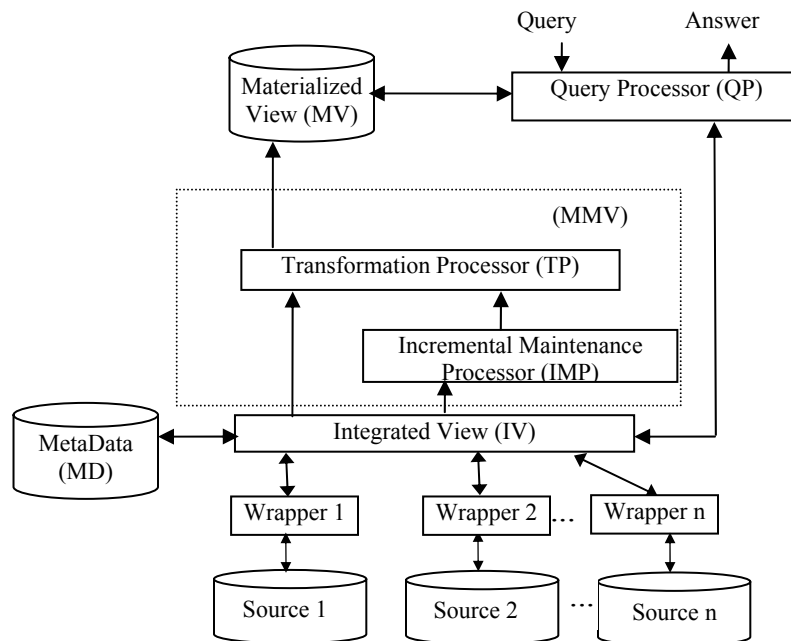 Query
Answer
Materialized
View (MV)
Query Processor (QP)
(MMV)
Transformation Processor (TP)
Incremental Maintenance
Processor (IMP)
Integrated View (IV)
MetaData
(MD)
Wrapper 1
Wrapper 2
...
Wrapper n
Source 1
Source 2
...
Source n